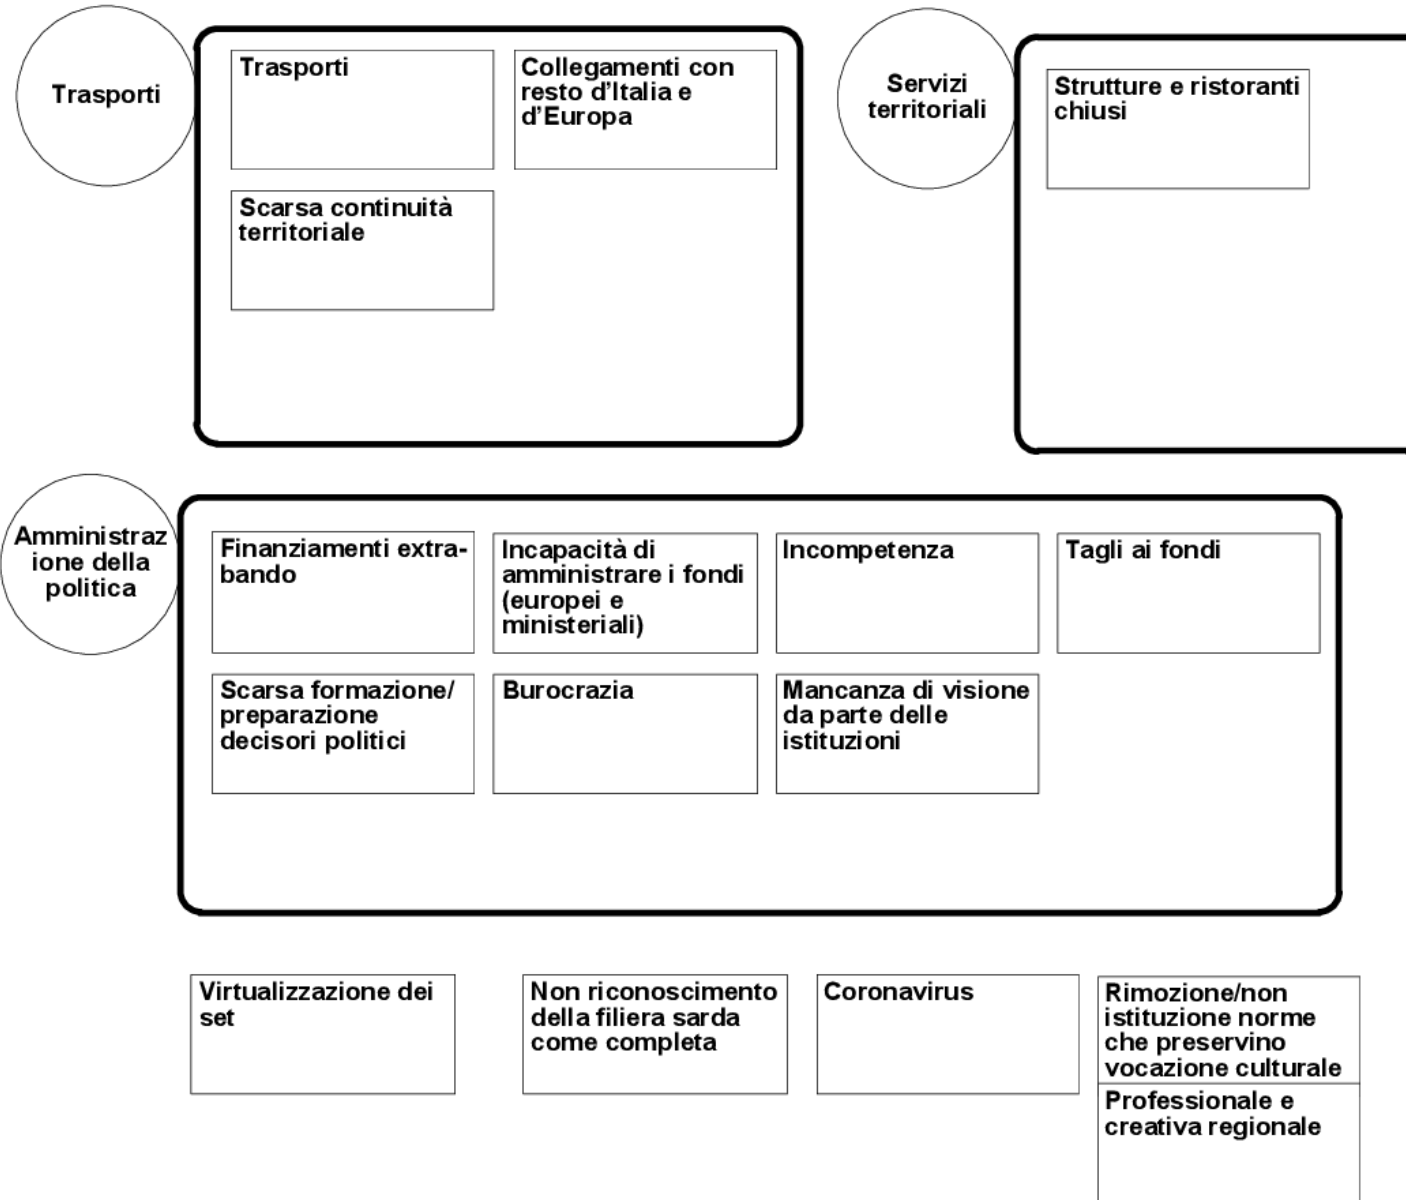 Trasporti
Trasporti
Collegamenti con
resto d'Italia e
d'Europa
Scarsa continuità
territoriale
Servizi
territoriali
Strutture e ristoranti
chiusi
Amministraz
ione della
politica
Finanziamenti extra-
bando
Incapacità di
amministrare i fondi
(europei e
ministeriali)
Incompetenza
Tagli ai fondi
Scarsa formazione/
preparazione
decisori politici
Burocrazia
Mancanza di visione
da parte delle
istituzioni
Virtualizzazione dei
set
Non riconoscimento
della filiera sarda
come completa
Coronavirus
Rimozione/non
istituzione norme
che preservino
vocazione culturale
Professionale e
creativa regionale